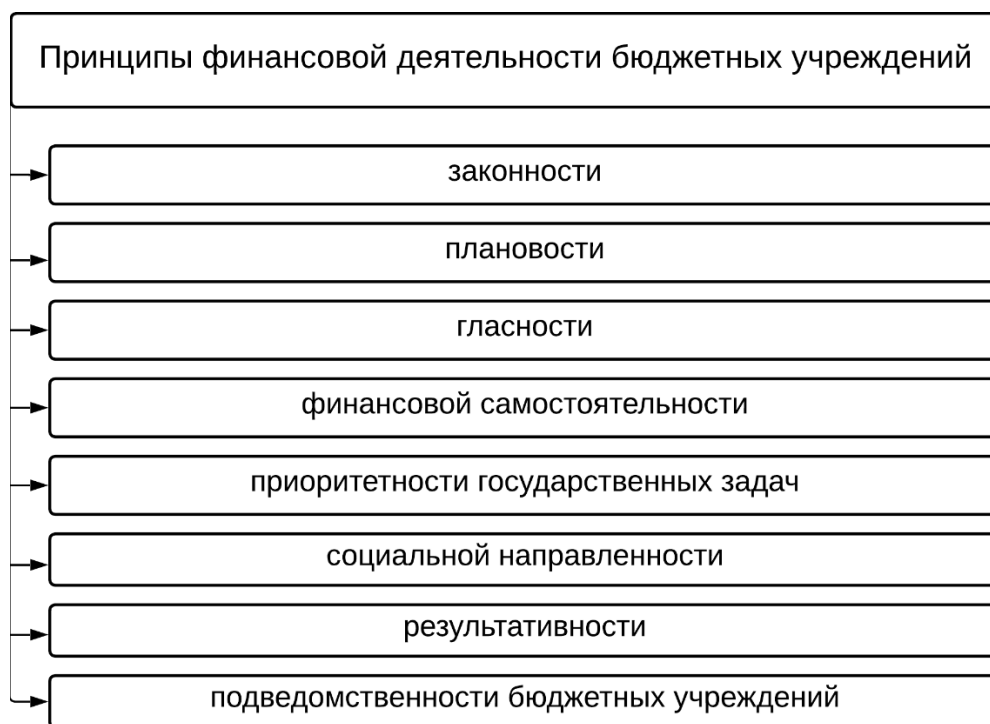 Принципы финансовой деятельности бюджетных учреждений
законности
плановости
гласности
финансовой самостоятельности
приоритетности государственных задач
социальной направленности
результативности
подведомственности бюджетных учреждений